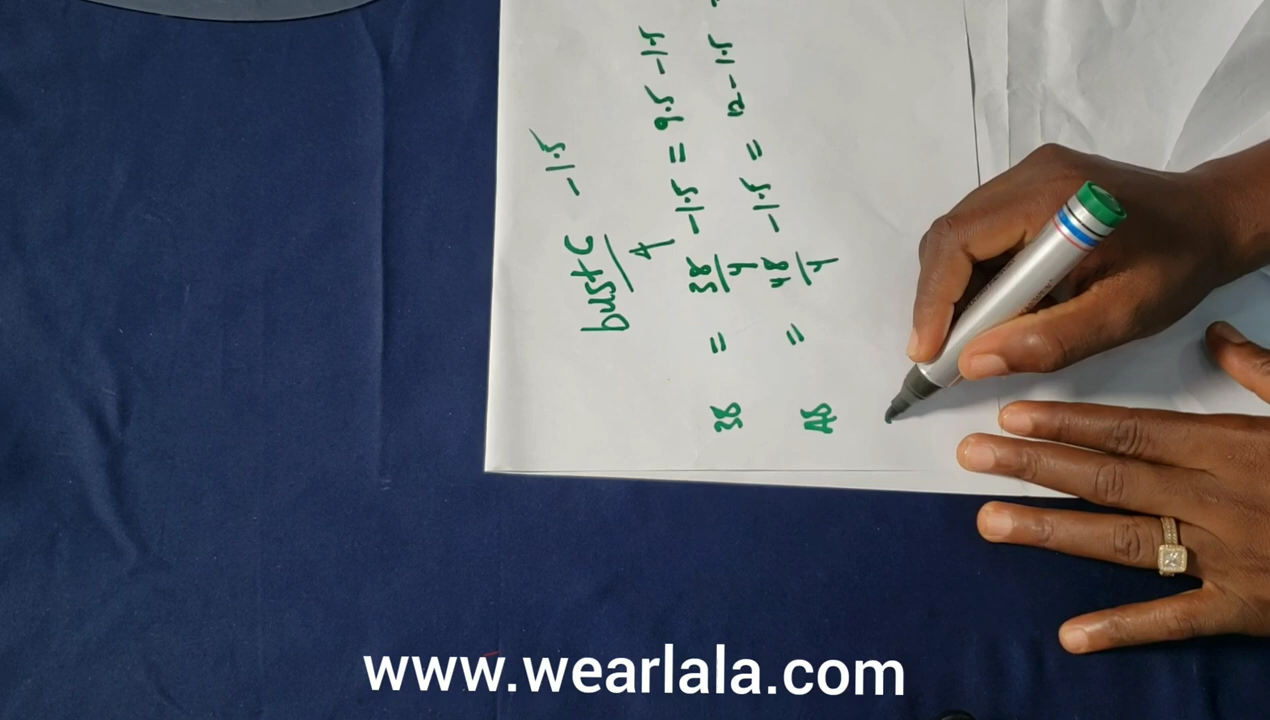 bust c/4 - 1.5
38 = 38/4 - 1.5 = 9.5 - 1.5
48 = 48/4 - 1.5 = 12 - 1.5 -
www.wearlala.com